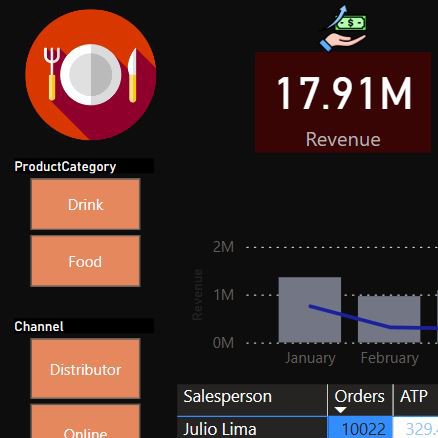 17.91M
Revenue
ProductCategory
Drink
Food
2M
1M
0M
Revenue
January February
Channel
Distributor
Online
Salesperson Orders ATP
Julio Lima 10022 329.4